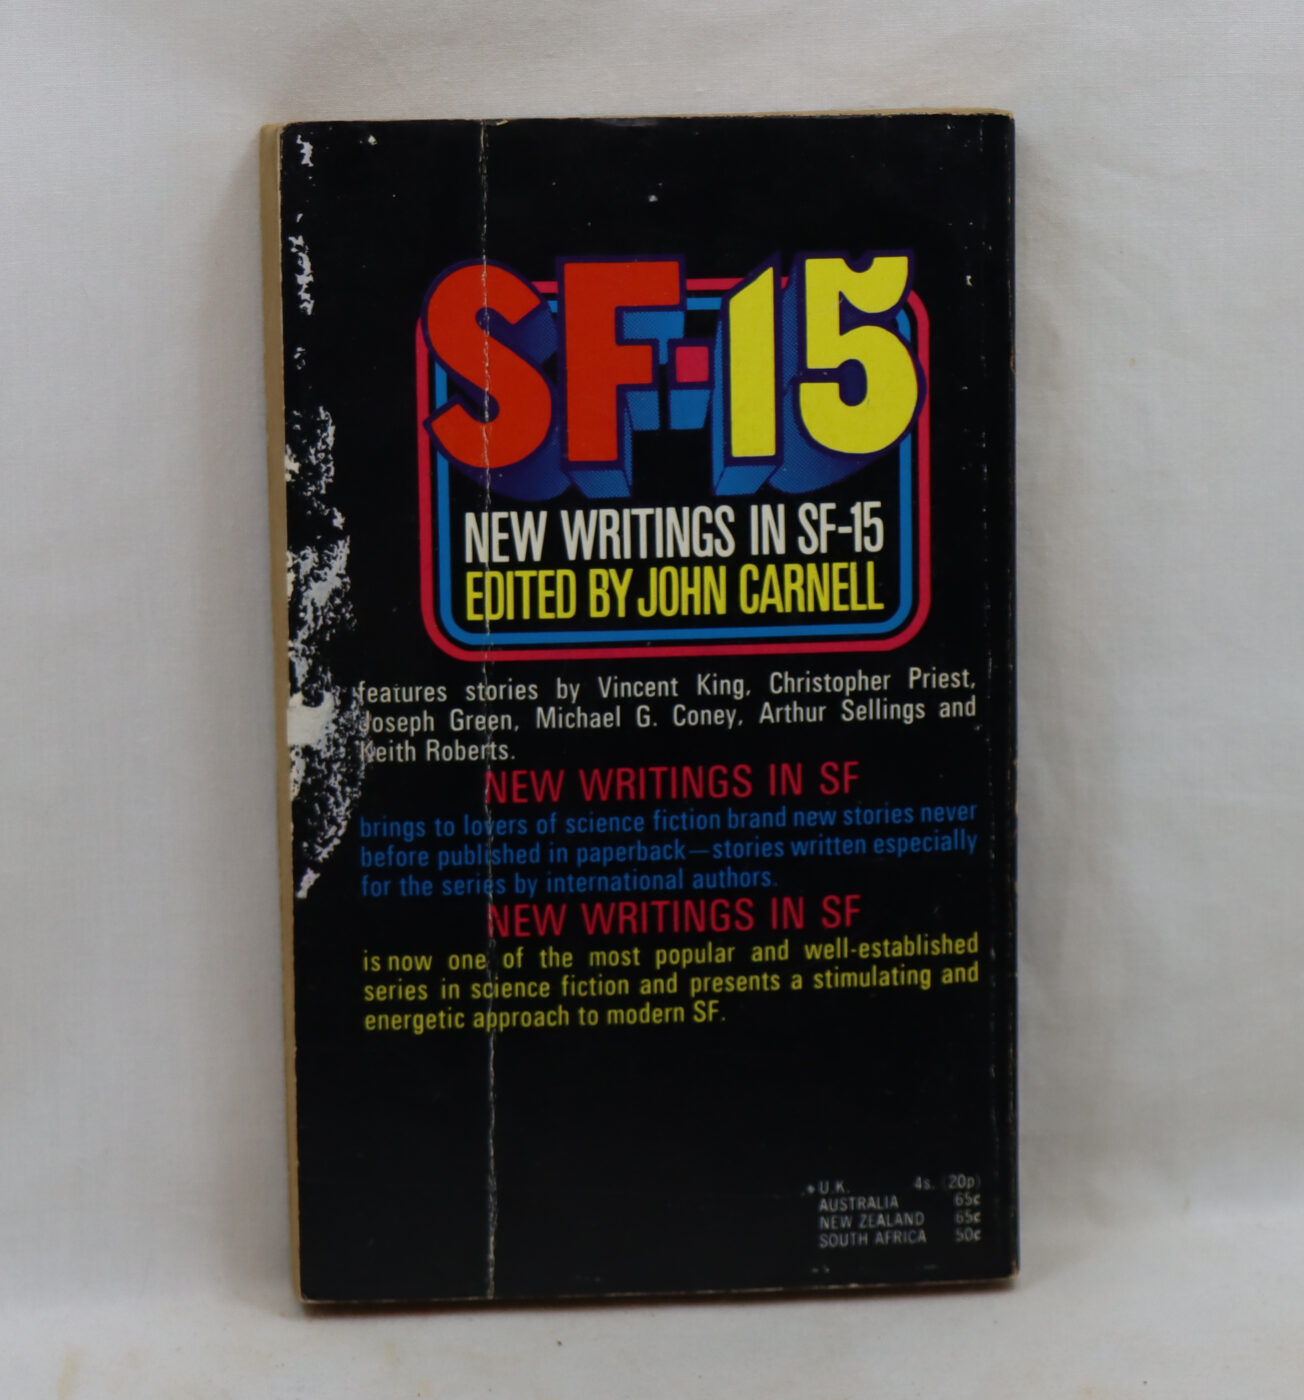 SF·15
NEW WRITINGS IN SF-15
EDITED BY JOHN CARNELL
features stories by Vincent King, Christopher Priest,
Joseph Green, Michael G. Coney, Arthur Sellings and
Keith Roberts.
NEW WRITINGS IN SF
brings to lovers of science fiction brand new stories never
before published in paperback—stories written especially
for the series by international authors.
NEW WRITINGS IN SF
is now one of the most popular and well-established
series in science fiction and presents a stimulating and
energetic approach to modern SF.
U.K. 4s. (20p)
AUSTRALIA 65c
NEW ZEALAND 65c
SOUTH AFRICA 50c